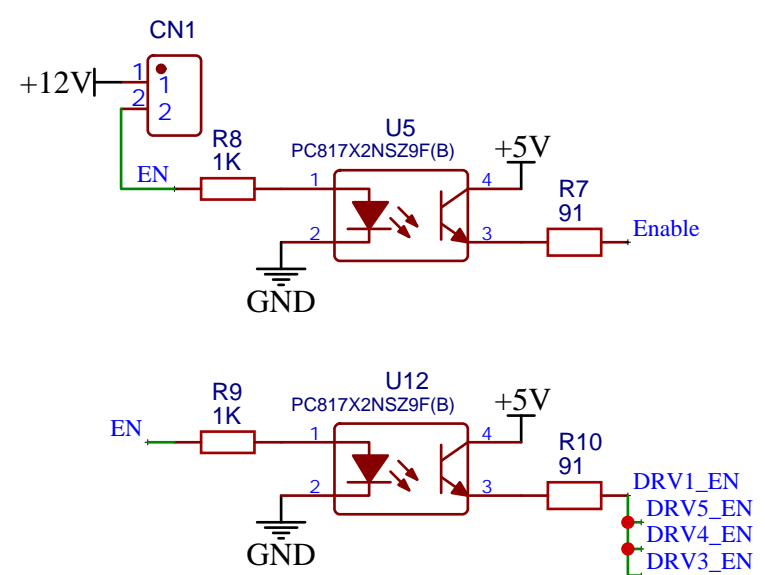 CN1
+12V
1
1
2
2
EN
R8
1K
U5
PC817X2NSZ9F(B)
1
2
4
3
+5V
R7
91
Enable
GND
U12
PC817X2NSZ9F(B)
R9
1K
EN
1
2
4
3
+5V
R10
91
DRV1_EN
DRV5_EN
DRV4_EN
DRV3_EN
GND